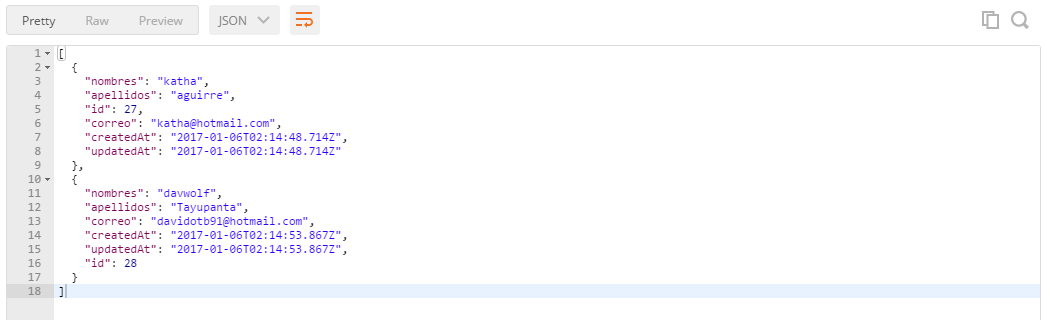 Pretty Raw Preview JSON
1 [
2 {
3 "nombres": "katha",
4 "apellidos": "aguirre",
5 "id": 27,
6 "correo": "katha@hotmail.com",
7 "createdAt": "2017-01-06T02:14:48.714Z",
8 "updatedAt": "2017-01-06T02:14:48.714Z"
9 },
10 {
11 "nombres": "davwolf",
12 "apellidos": "Tayupanta",
13 "correo": "davidotb91@hotmail.com",
14 "createdAt": "2017-01-06T02:14:53.867Z",
15 "updatedAt": "2017-01-06T02:14:53.867Z",
16 "id": 28
17 }
18 ]